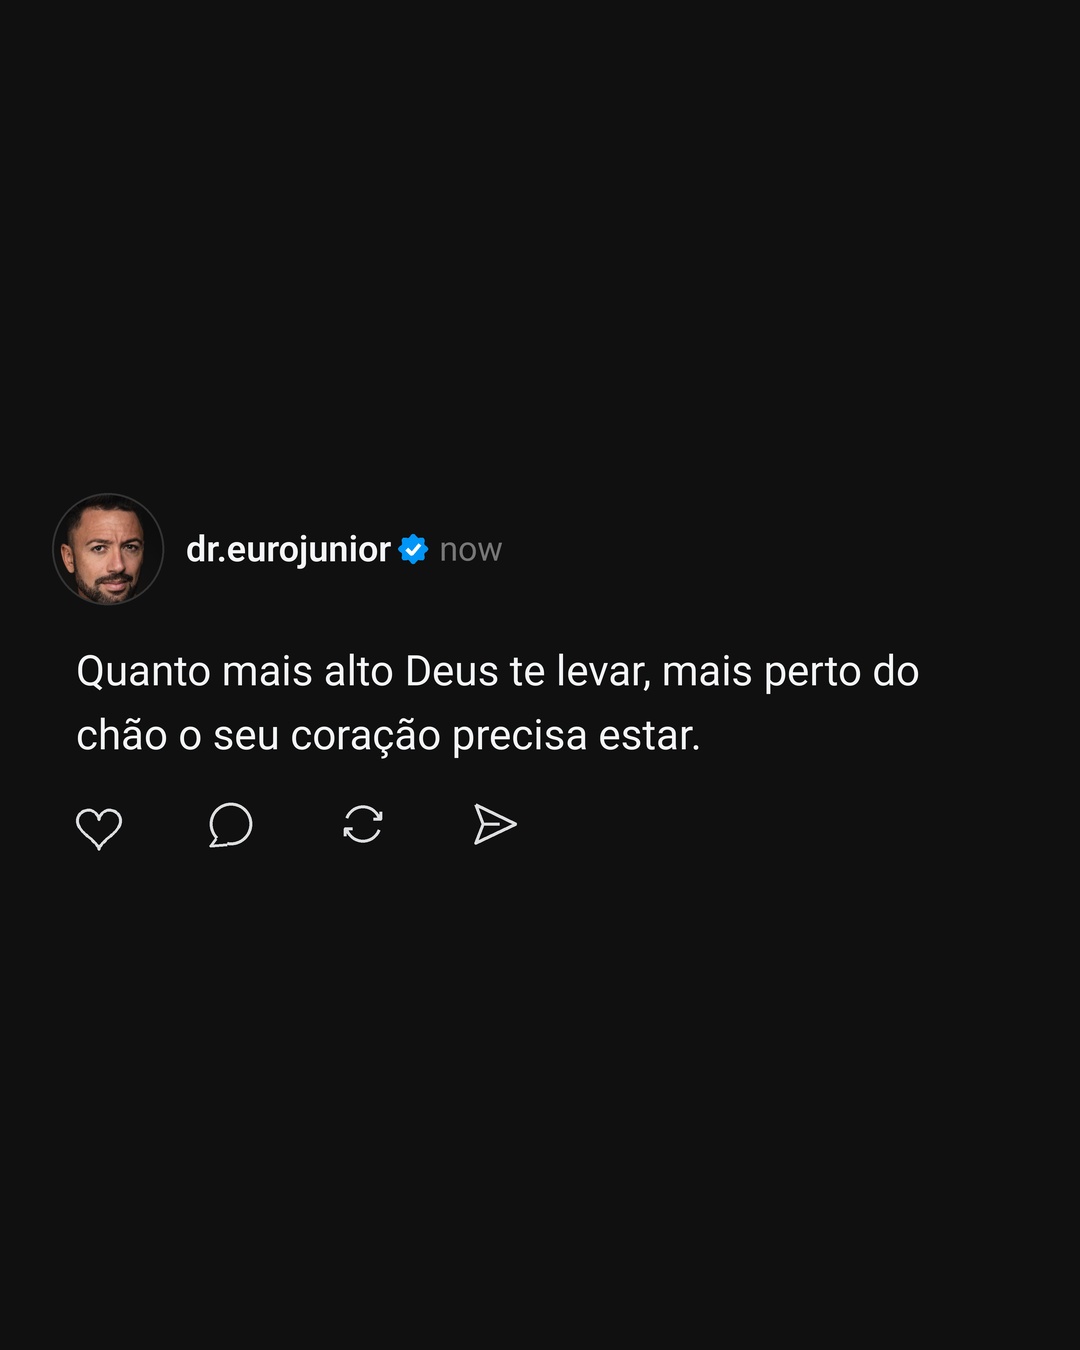 dr.eurojunior now
Quanto mais alto Deus te levar, mais perto do
chão o seu coração precisa estar.